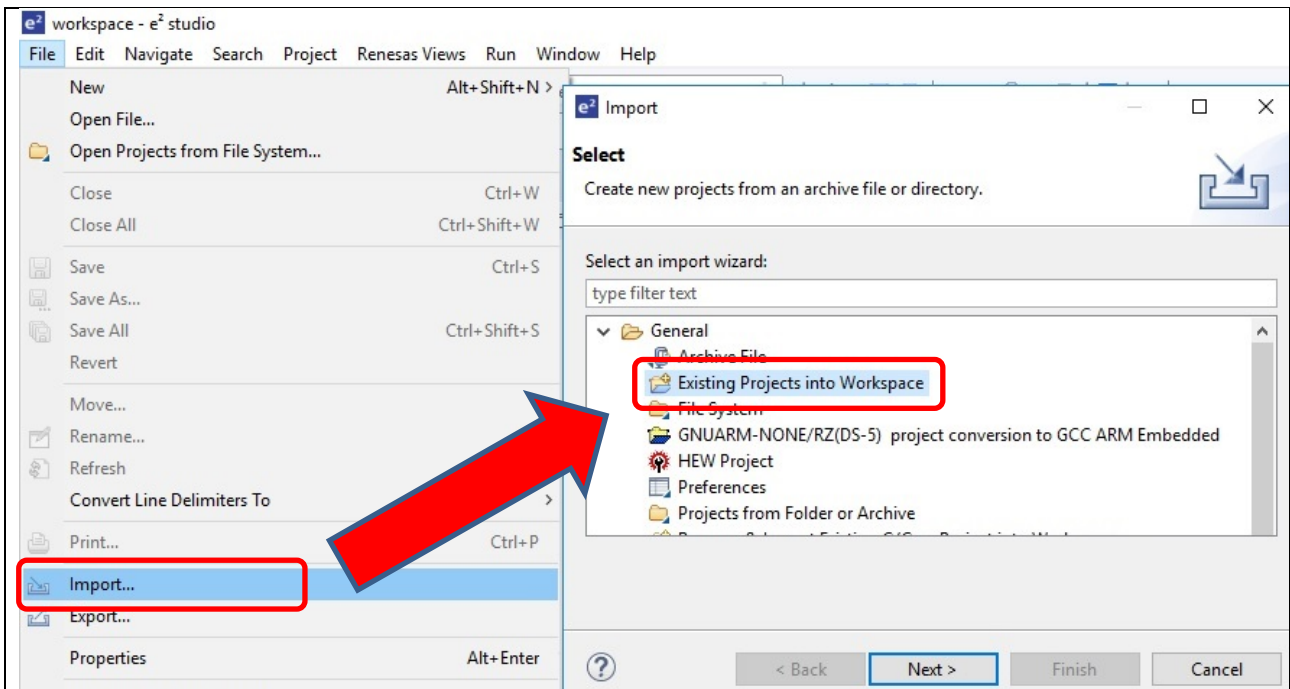 e² workspace - e² studio
File Edit Navigate Search Project Renesas Views Run Window Help
New Alt+Shift+N >
Open File...
Open Projects from File System...
Close Ctrl+W
Close All Ctrl+Shift+W
Save Ctrl+S
Save As...
Save All Ctrl+Shift+S
Revert
Move...
Rename...
Refresh
Convert Line Delimiters To >
Print... Ctrl+P
Import...
Export...
Properties Alt+Enter
e² Import
Select
Create new projects from an archive file or directory.
Select an import wizard:
type filter text
General
Archive File
Existing Projects into Workspace
File System
GNUARM-NONE/RZ(DS-5) project conversion to GCC ARM Embedded
HEW Project
Preferences
Projects from Folder or Archive
? < Back Next > Finish Cancel